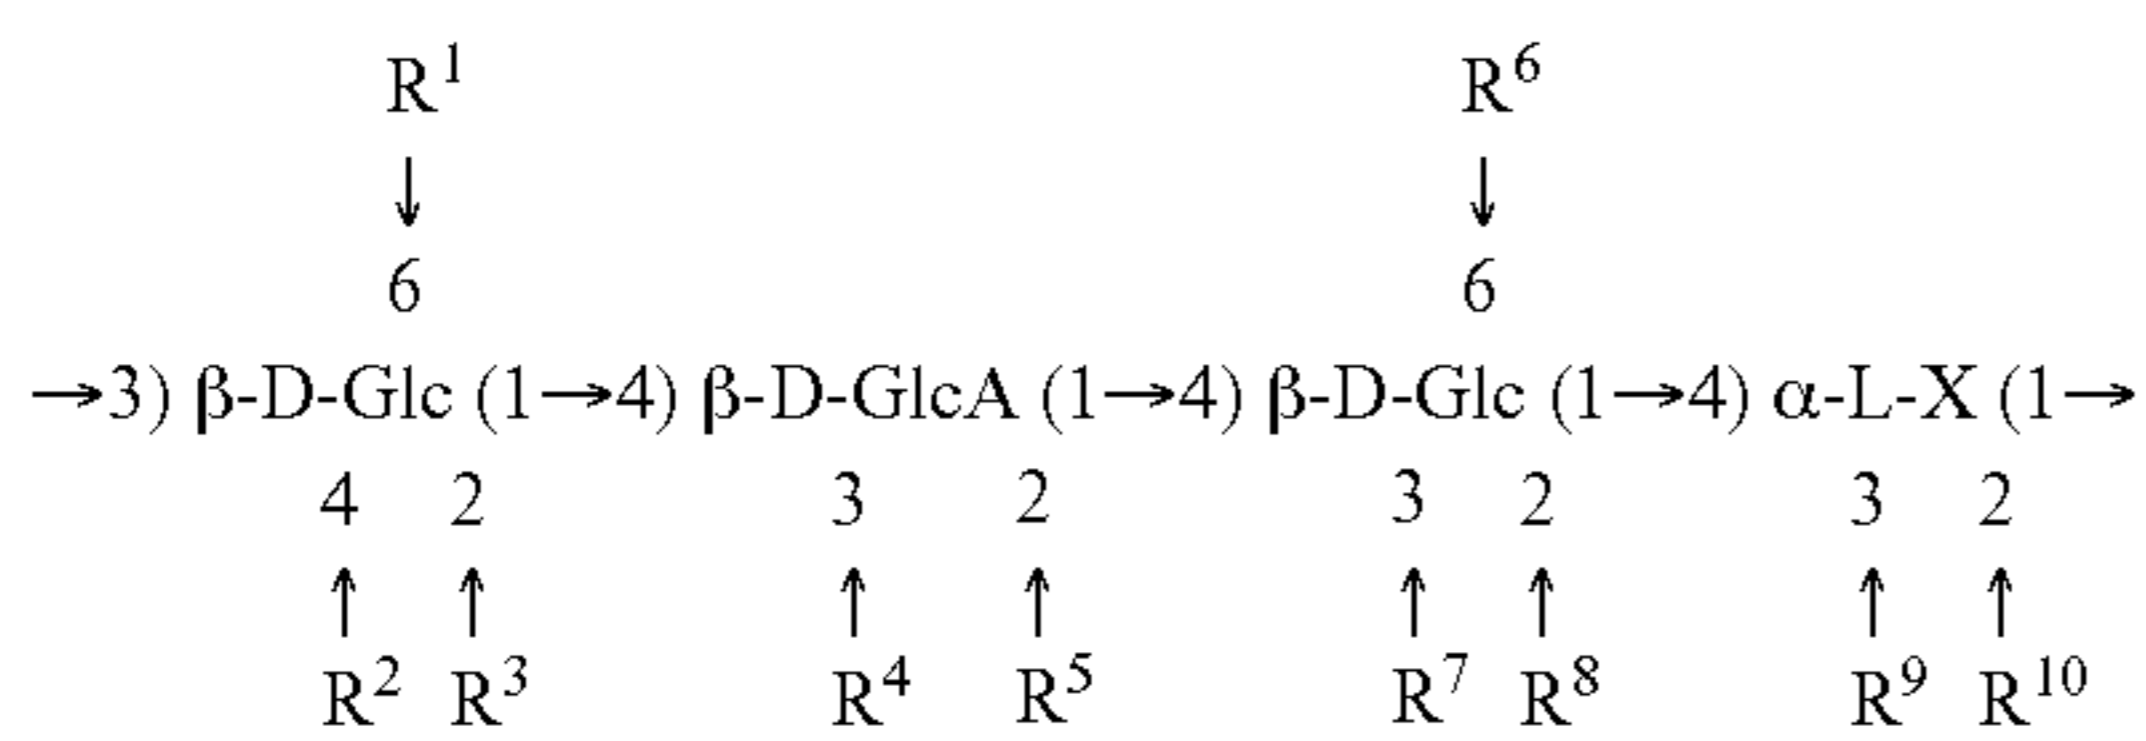 R¹ R⁶
↓ ↓
6 6
→3) β-D-Glc (1→4) β-D-GlcA (1→4) β-D-Glc (1→4) α-L-X (1→
4 2 3 2 3 2 3 2
↑ ↑ ↑ ↑ ↑ ↑ ↑ ↑
R² R³ R⁴ R⁵ R⁷ R⁸ R⁹ R¹⁰